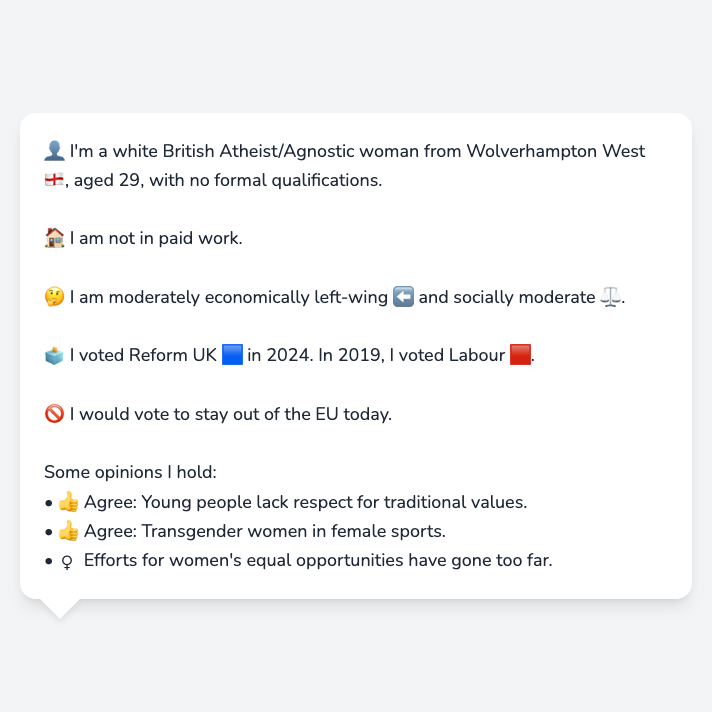 👤 I'm a white British Atheist/Agnostic woman from Wolverhampton West
🏴󠁧󠁢󠁥󠁮󠁧󠁿, aged 29, with no formal qualifications.
🏠 I am not in paid work.
🤔 I am moderately economically left-wing ⬅️ and socially moderate ⚖️.
🗳️ I voted Reform UK 🟦 in 2024. In 2019, I voted Labour 🟥.
🚫 I would vote to stay out of the EU today.
Some opinions I hold:
• 👍 Agree: Young people lack respect for traditional values.
• 👍 Agree: Transgender women in female sports.
• ♀ Efforts for women's equal opportunities have gone too far.